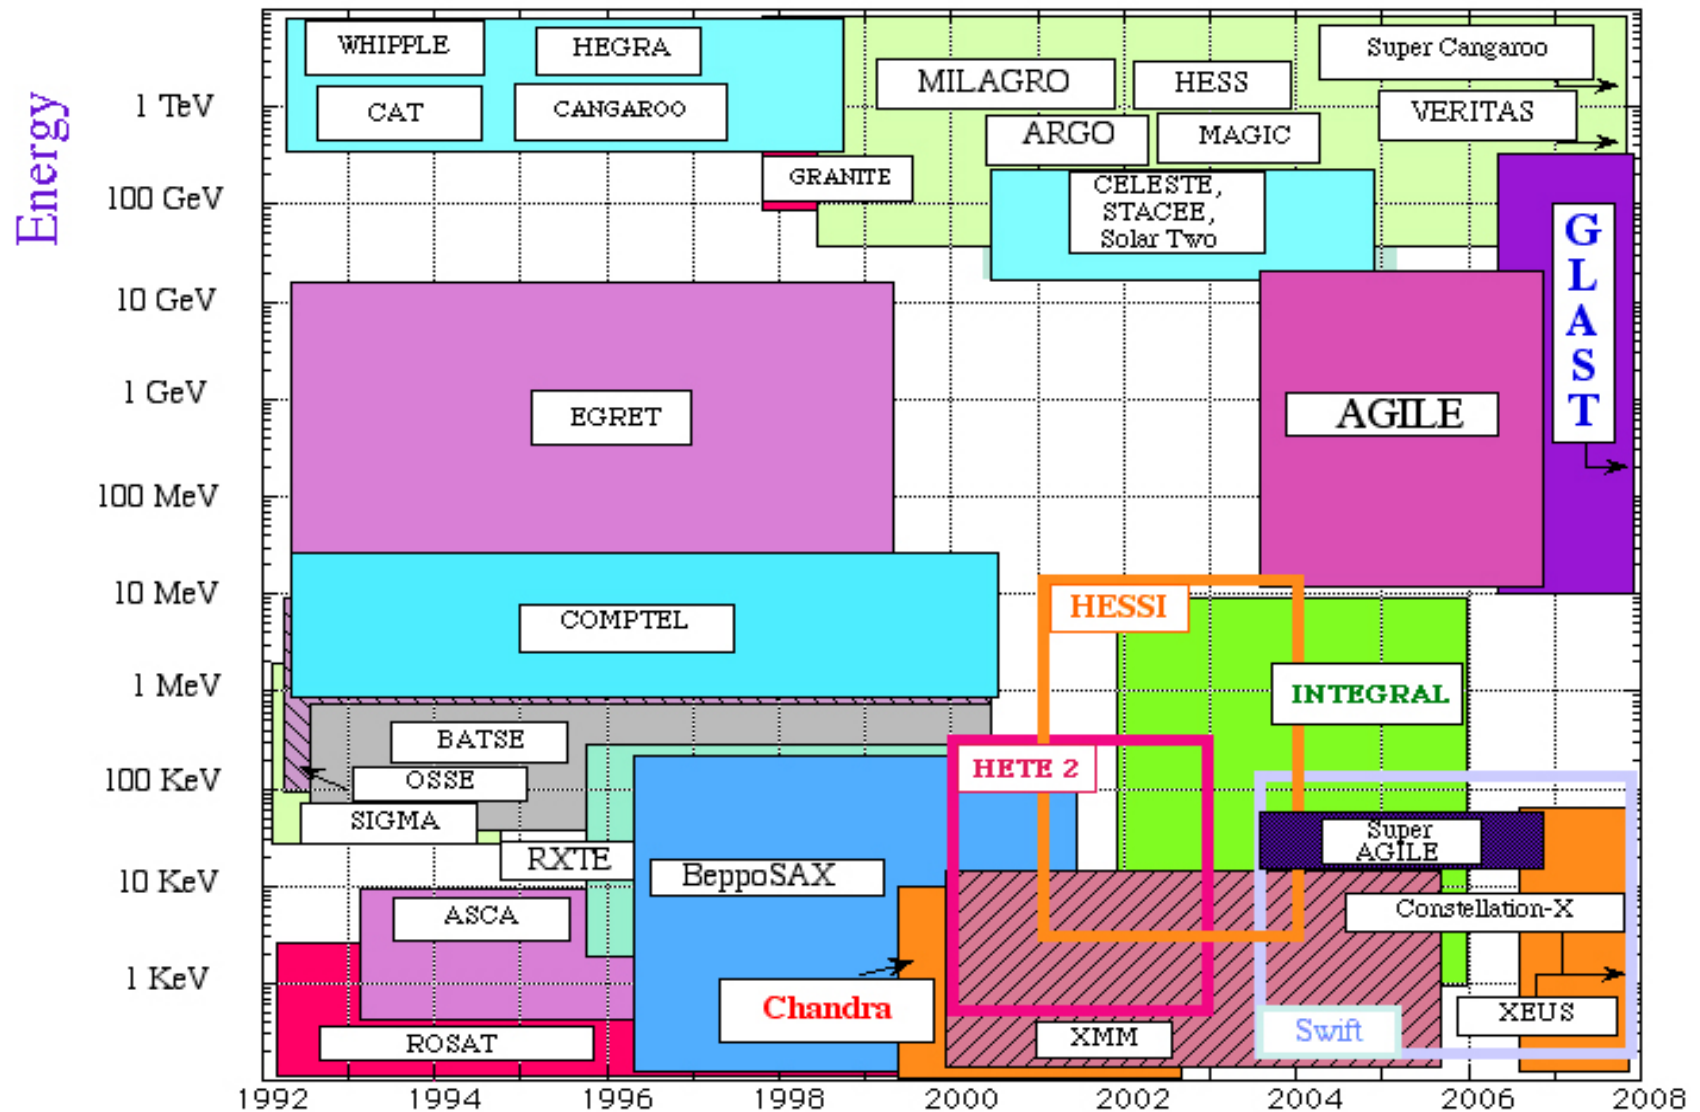 WHIPPLE
HEGRA
Super Cangaroo
MILAGRO
HESS
CAT
CANGAROO
VERITAS
1 TeV
ARGO
MAGIC
GRANITE
100 GeV
CELESTE,
STACEE,
Solar Two
Energy
G
L
A
S
T
10 GeV
1 GeV
EGRET
AGILE
100 MeV
10 MeV
HESSI
COMPTEL
1 MeV
INTEGRAL
BATSE
HETE 2
100 KeV
OSSE
SIGMA
Super
AGILE
RXTE
BeppoSAX
10 KeV
ASCA
Constellation-X
1 KeV
Chandra
XEUS
ROSAT
XMM
Swift
1992 1994 1996 1998 2000 2002 2004 2006 2008